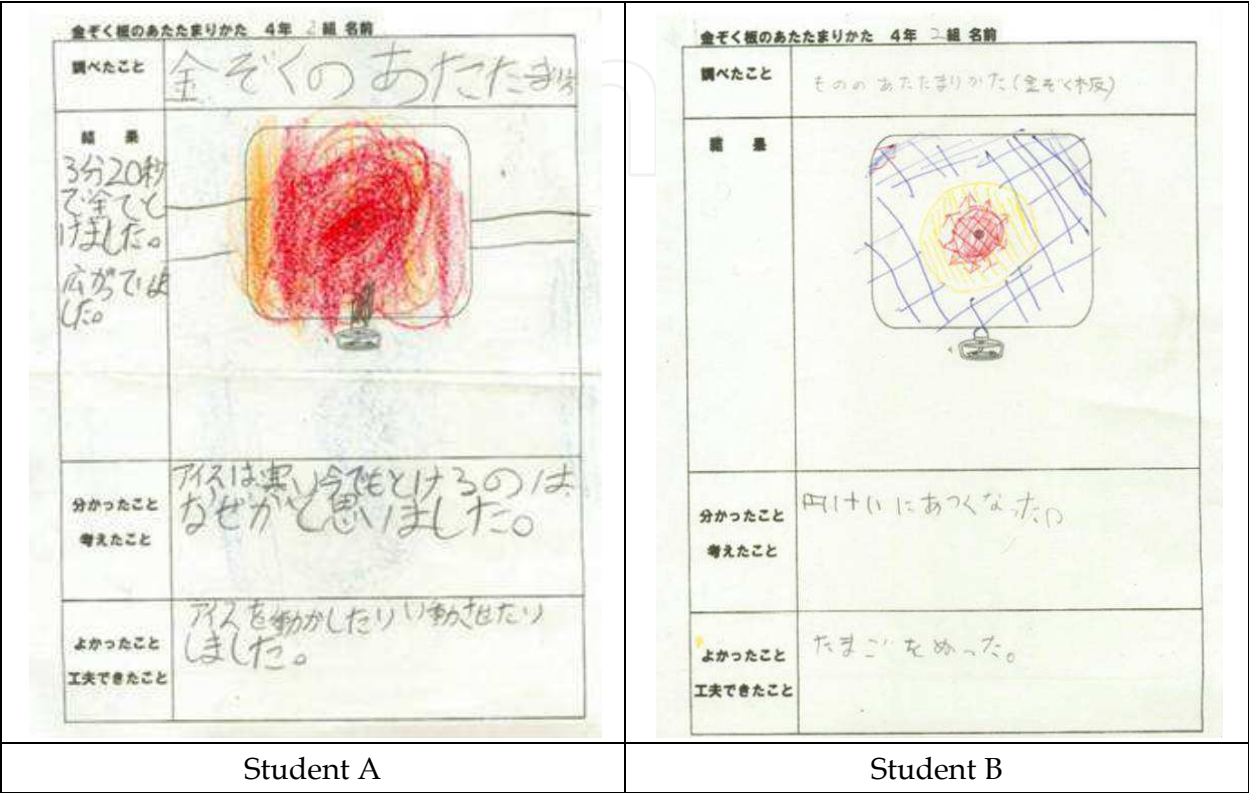 金ぞく板のあたたまりかた 4年 2組 名前
調べたこと
金ぞくのあたたまり方
結果
3分20秒
で全てと
けました。
広がていま
した。
分かったこと
考えたこと
アイスは実い今でもとけるのは、
なぜかと思いました。
よかったこと
工夫できたこと
アイスを動かしたりい動させたり
しました。
Student A
金ぞく板のあたたまりかた 4年 2組 名前
調べたこと
もののあたたまりかた(金ぞく板)
結果
分かったこと
考えたこと
円けいにあつくなった。
よかったこと
工夫できたこと
たまごをぬった。
Student B